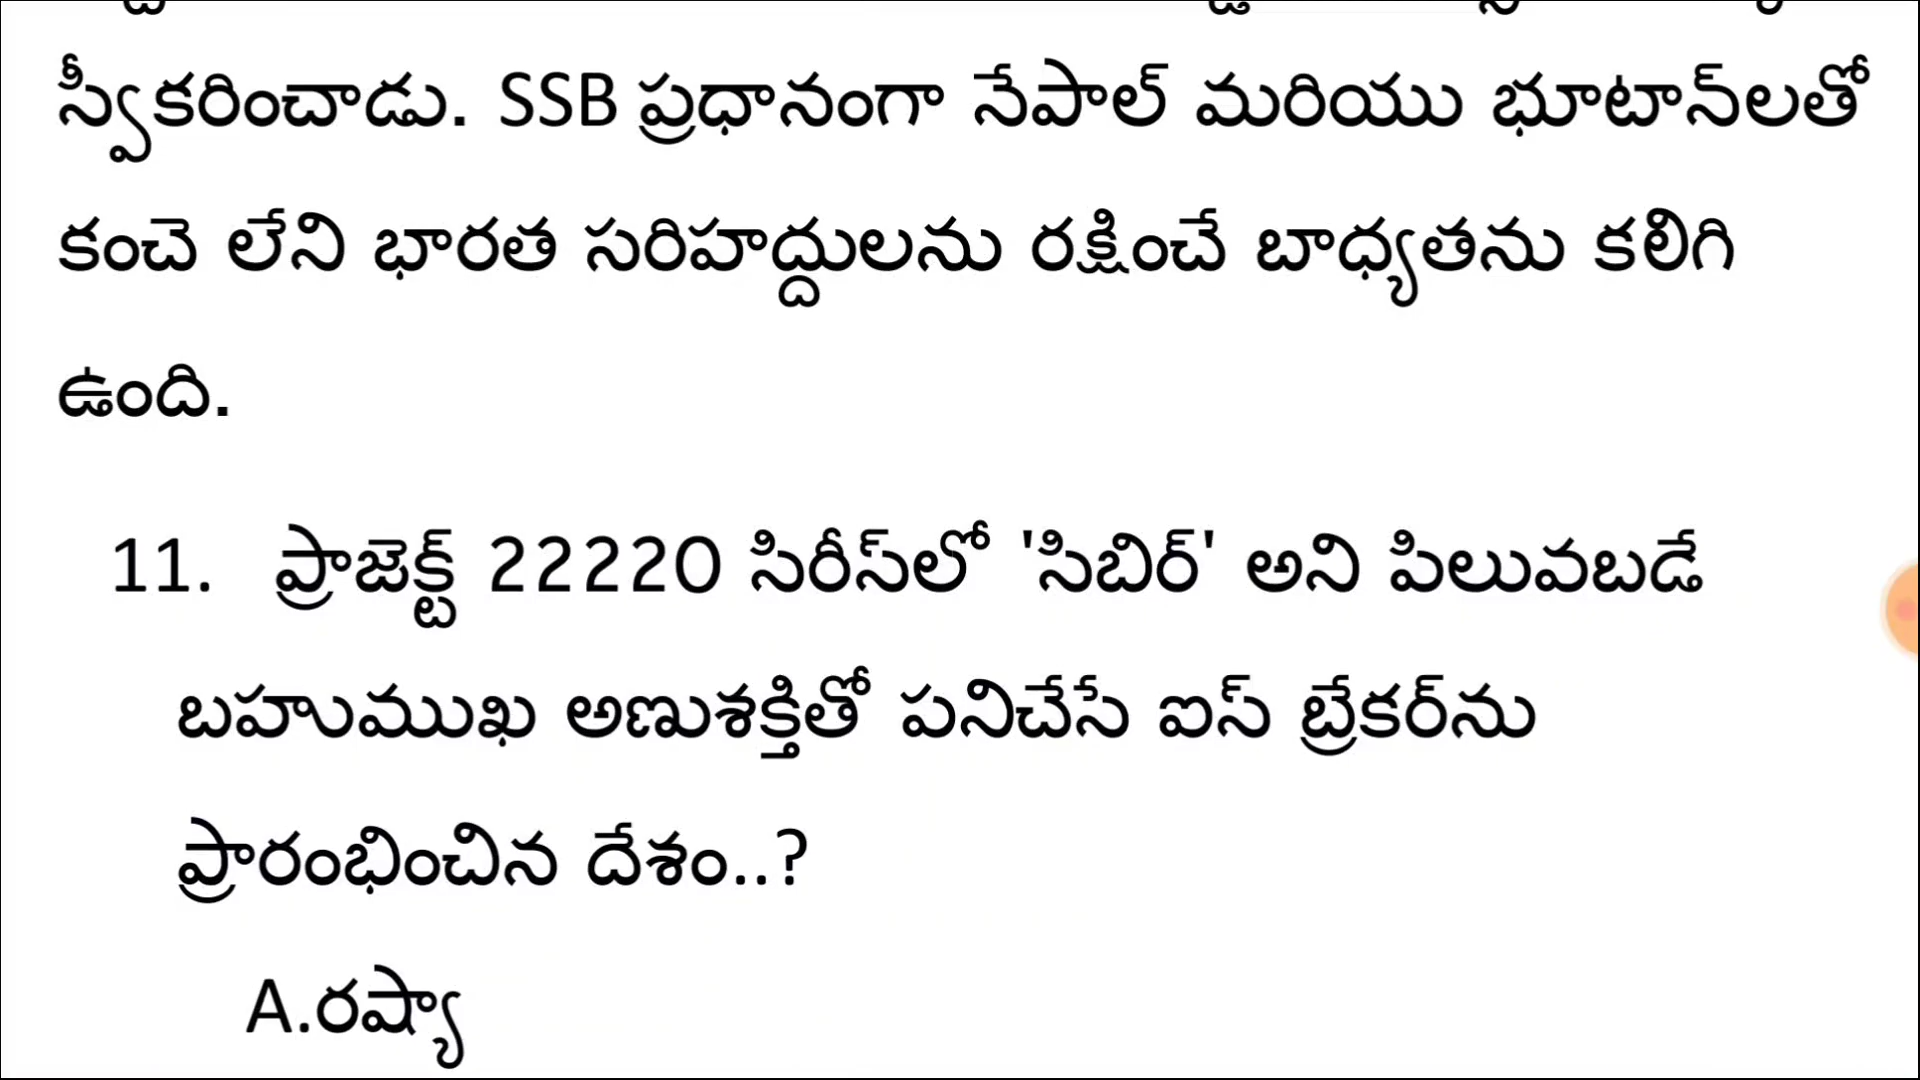 స్వీకరించాడు. SSB ప్రధానంగా నేపాల్ మరియు భూటాన్‌లతో
కంచె లేని భారత సరిహద్దులను రక్షించే బాధ్యతను కలిగి
ఉంది.
11. ప్రాజెక్ట్ 22220 సిరీస్‌లో 'సిబిర్' అని పిలువబడే
బహుముఖ అణుశక్తితో పనిచేసే ఐస్ బ్రేకర్‌ను
ప్రారంభించిన దేశం..?
A.రష్యా